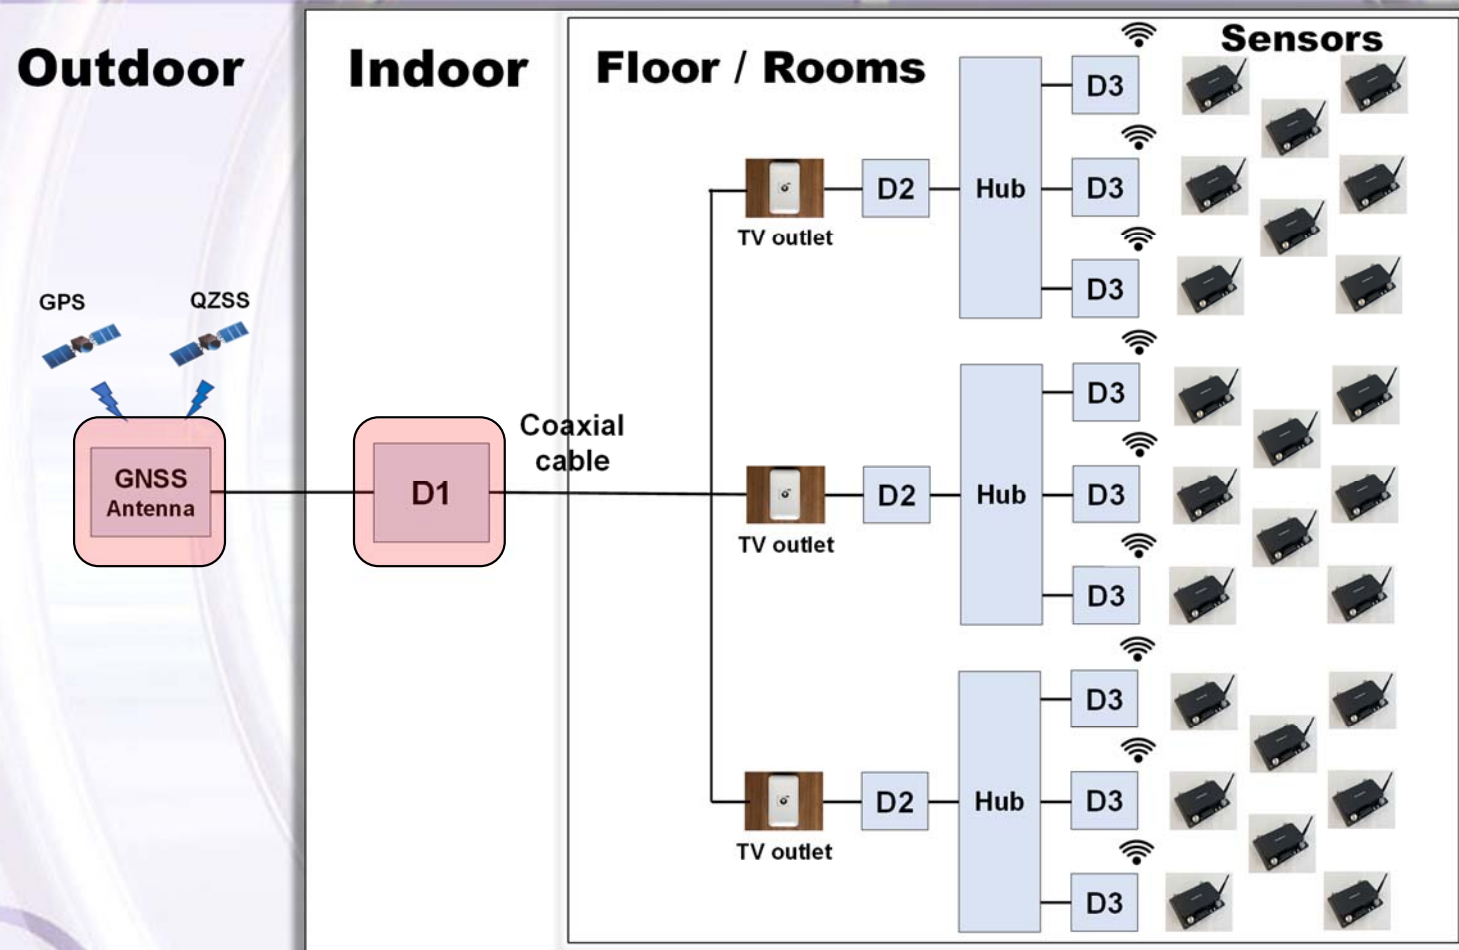 Outdoor
Indoor
Floor / Rooms
Sensors
GPS
QZSS
GNSS
Antenna
D1
Coaxial
cable
TV outlet
D2
Hub
D3
D3
D3
TV outlet
D2
Hub
D3
D3
D3
TV outlet
D2
Hub
D3
D3
D3